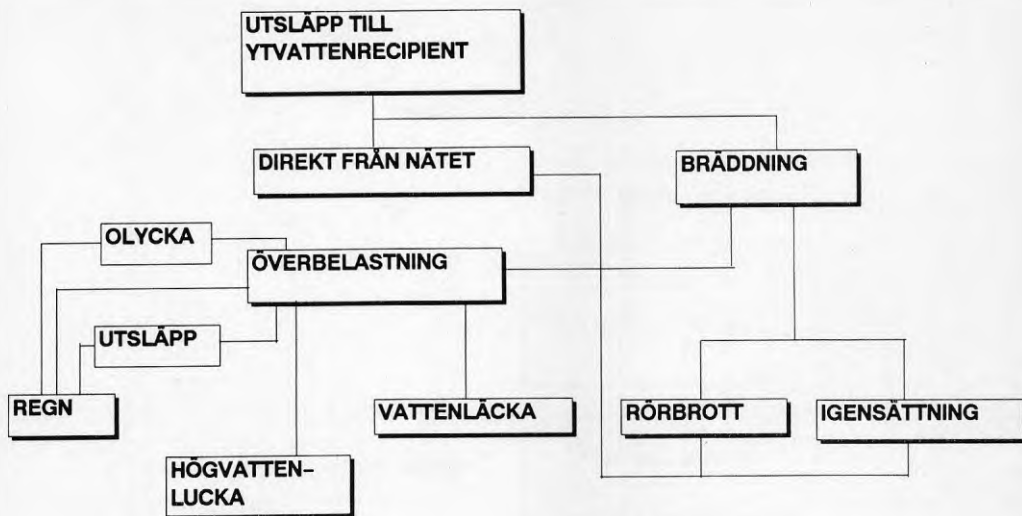 UTSLÄPP TILL
YTVATTENRECIPIENT
DIREKT FRÅN NÄTET
BRÄDDNING
OLYCKA
ÖVERBELASTNING
UTSLÄPP
REGN
VATTENLÄCKA
RÖRBROTT
IGENSÄTTNING
HÖGVATTEN–
LUCKA